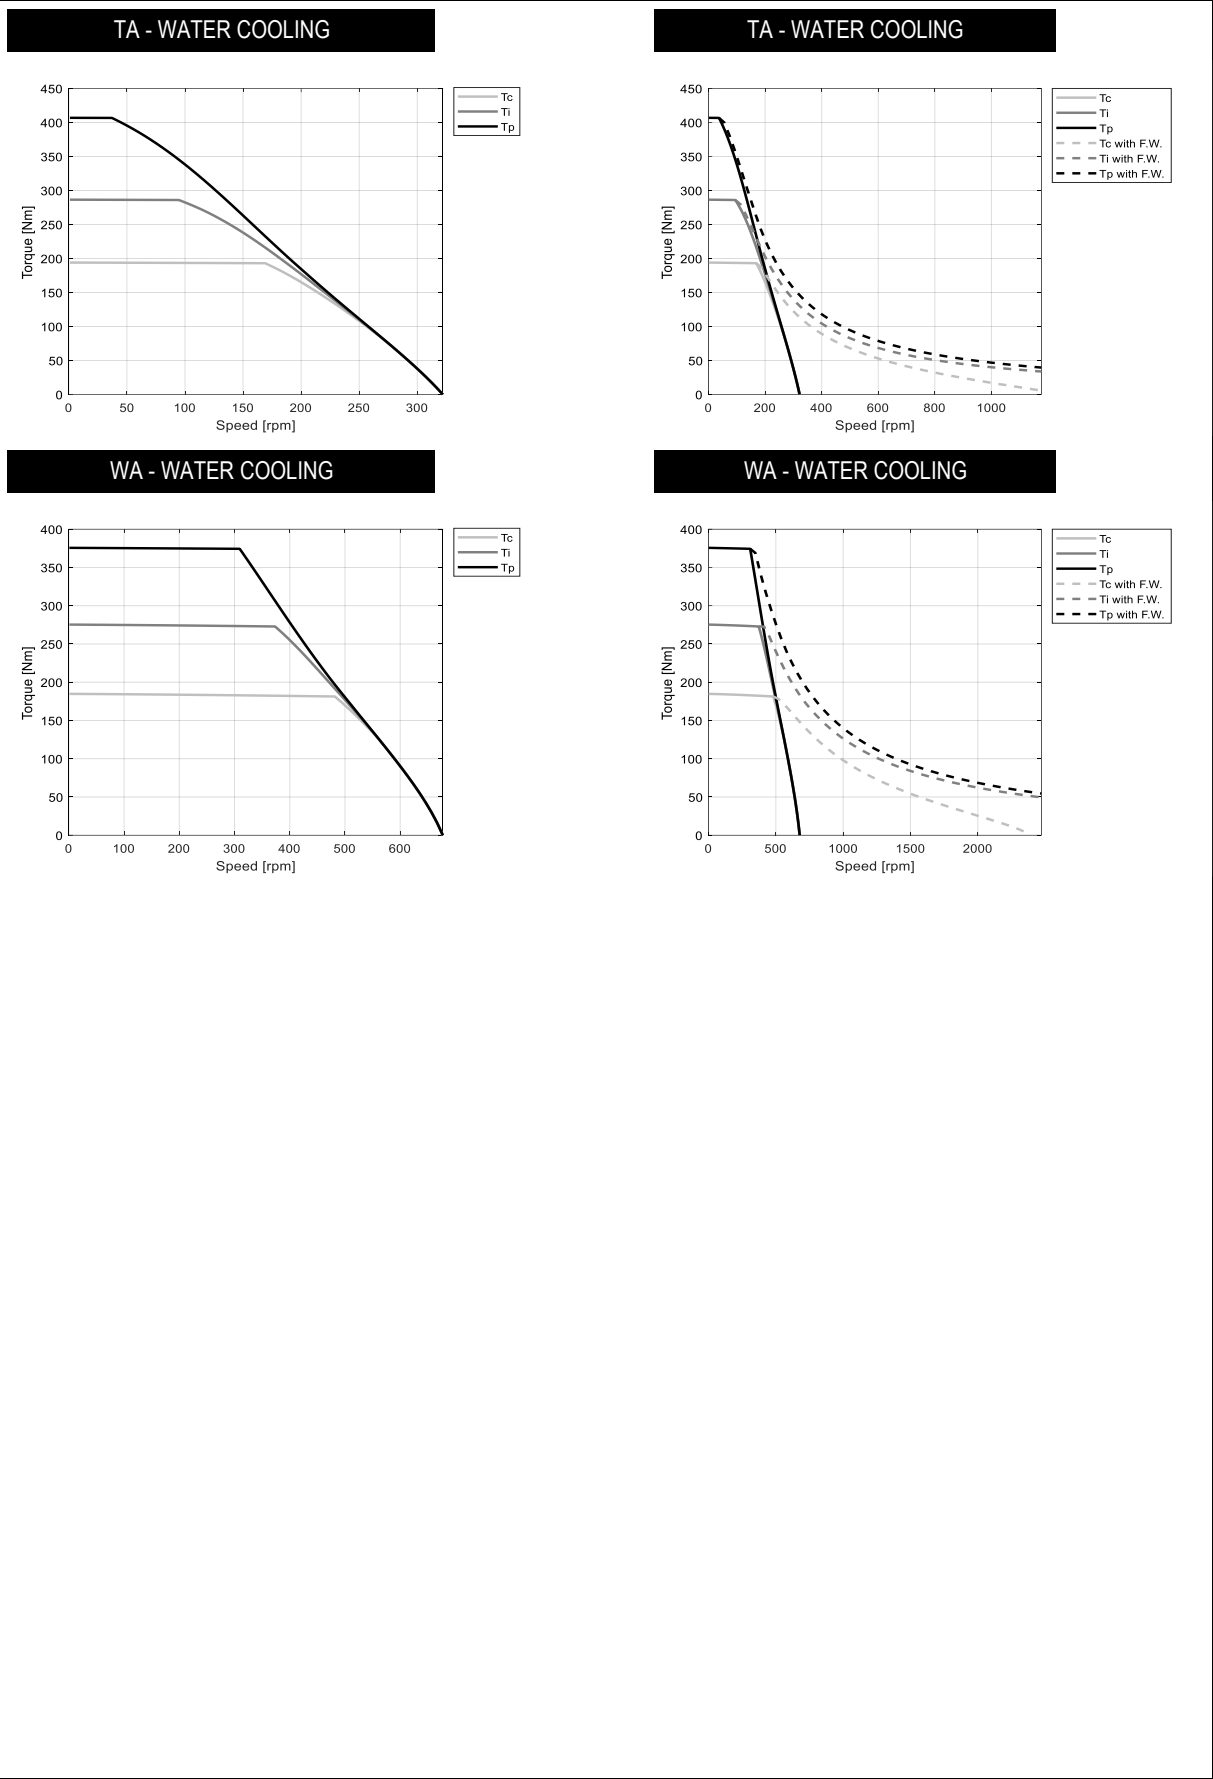 TA - WATER COOLING
TA - WATER COOLING
450
400
350
300
250
200
150
100
50
0
Torque [Nm]
0 50 100 150 200 250 300
Speed [rpm]
Tc
Ti
Tp
450
400
350
300
250
200
150
100
50
0
Torque [Nm]
0 200 400 600 800 1000
Speed [rpm]
Tc
Ti
Tp
Tc with F.W.
Ti with F.W.
Tp with F.W.
WA - WATER COOLING
WA - WATER COOLING
400
350
300
250
200
150
100
50
0
Torque [Nm]
0 100 200 300 400 500 600
Speed [rpm]
Tc
Ti
Tp
400
350
300
250
200
150
100
50
0
Torque [Nm]
0 500 1000 1500 2000
Speed [rpm]
Tc
Ti
Tp
Tc with F.W.
Ti with F.W.
Tp with F.W.